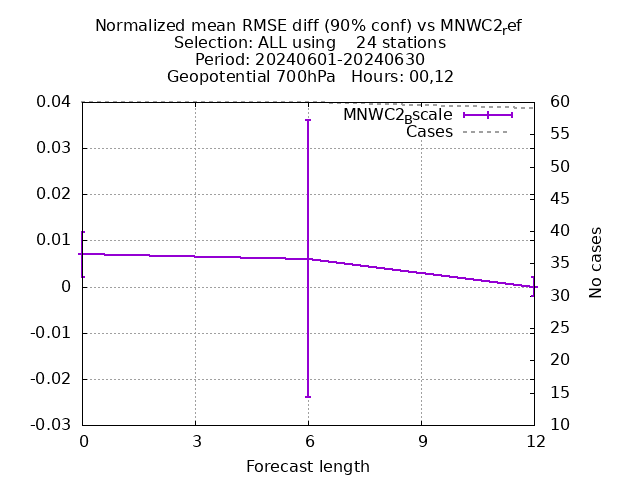 Normalized mean RMSE diff (90% conf) vs MNWC2ref
Selection: ALL using    24 stations
Period: 20240601-20240630
Geopotential 700hPa   Hours: 00,12
MNWC2Bscale
Cases
0.04
0.03
0.02
0.01
0
-0.01
-0.02
-0.03
60
55
50
45
40
35
30
25
20
15
10
No cases
0 3 6 9 12
Forecast length